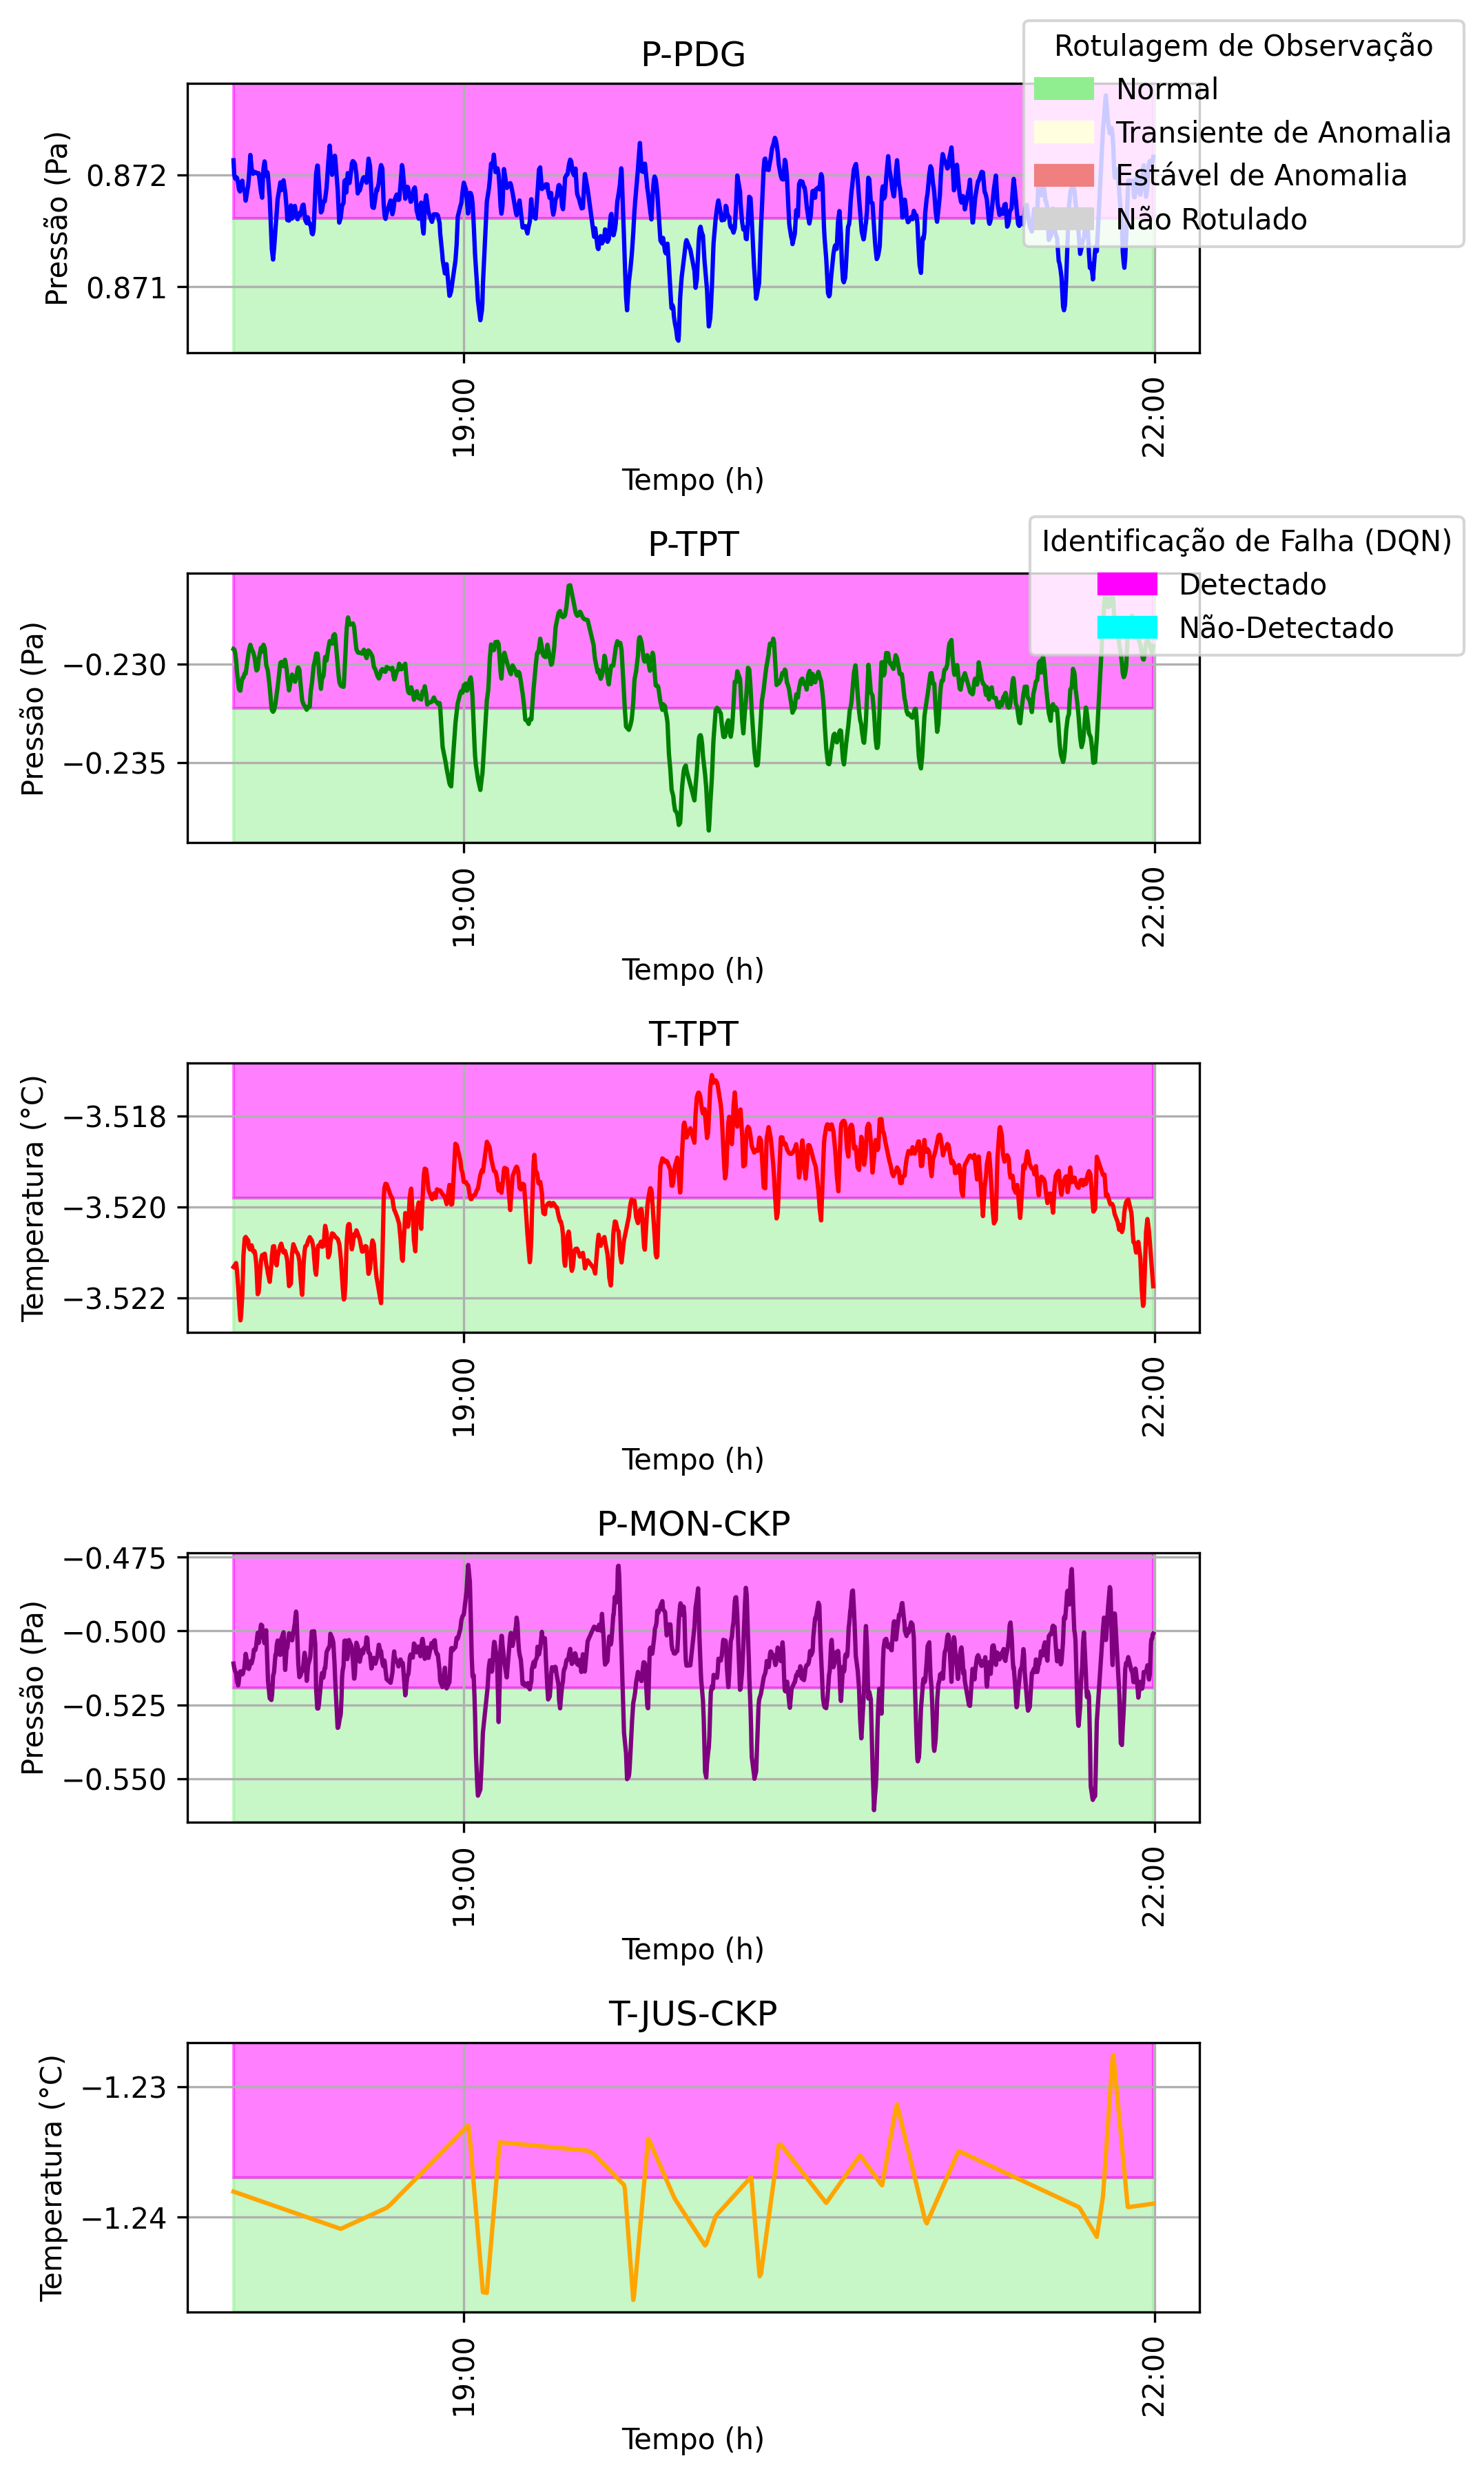 P-PDG
Rotulagem de Observação
Normal
Transiente de Anomalia
Estável de Anomalia
Não Rotulado
Pressão (Pa)
0.872
0.871
19:00
22:00
Tempo (h)
P-TPT
Identificação de Falha (DQN)
Detectado
Não-Detectado
Pressão (Pa)
−0.230
−0.235
19:00
22:00
Tempo (h)
T-TPT
Temperatura (°C)
−3.518
−3.520
−3.522
19:00
22:00
Tempo (h)
P-MON-CKP
Pressão (Pa)
−0.475
−0.500
−0.525
−0.550
19:00
22:00
Tempo (h)
T-JUS-CKP
Temperatura (°C)
−1.23
−1.24
19:00
22:00
Tempo (h)